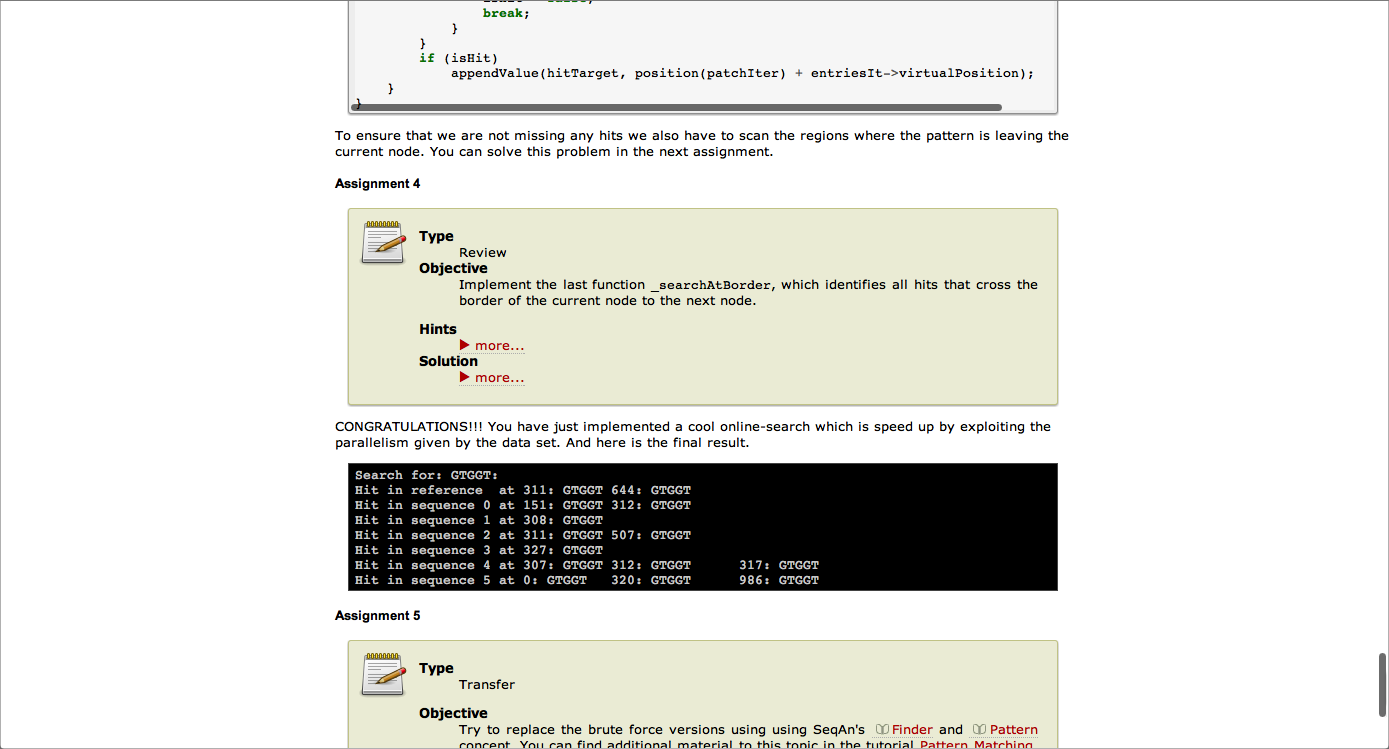 break;
}
}
if (isHit)
appendValue(hitTarget, position(patchIter) + entriesIt->virtualPosition);
}
}
To ensure that we are not missing any hits we also have to scan the regions where the pattern is leaving the
current node. You can solve this problem in the next assignment.
Assignment 4
Type
Review
Objective
Implement the last function _searchAtBorder, which identifies all hits that cross the
border of the current node to the next node.
Hints
more...
Solution
more...
CONGRATULATIONS!!! You have just implemented a cool online-search which is speed up by exploiting the
parallelism given by the data set. And here is the final result.
Search for: GTGGT:
Hit in reference  at 311: GTGGT 644: GTGGT
Hit in sequence 0 at 151: GTGGT 312: GTGGT
Hit in sequence 1 at 308: GTGGT
Hit in sequence 2 at 311: GTGGT 507: GTGGT
Hit in sequence 3 at 327: GTGGT
Hit in sequence 4 at 307: GTGGT 312: GTGGT      317: GTGGT
Hit in sequence 5 at 0: GTGGT   320: GTGGT      986: GTGGT
Assignment 5
Type
Transfer
Objective
Try to replace the brute force versions using using SeqAn's Finder and Pattern
concept. You can find additional material to this topic in the tutorial Pattern Matching